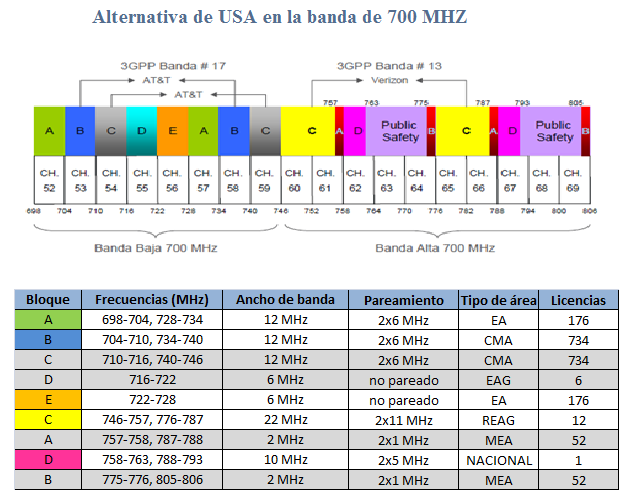 Alternativa de USA en la banda de 700 MHZ
3GPP Banda # 17 3GPP Banda # 13
AT&T Verizon
AT&T
757 763 775 787 793 805
A B C D E A B C C A D Public Safety B C A D Public Safety B
CH. 52 CH. 53 CH. 54 CH. 55 CH. 56 CH. 57 CH. 58 CH. 59 CH. 60 CH. 61 CH. 62 CH. 63 CH. 64 CH. 65 CH. 66 CH. 67 CH. 68 CH. 69
698 704 710 716 722 728 734 740 746 752 758 764 770 776 782 788 794 800 806
Banda Baja 700 MHz Banda Alta 700 MHz
Bloque Frecuencias (MHz) Ancho de banda Pareamiento Tipo de área Licencias
A 698-704, 728-734 12 MHz 2x6 MHz EA 176
B 704-710, 734-740 12 MHz 2x6 MHz CMA 734
C 710-716, 740-746 12 MHz 2x6 MHz CMA 734
D 716-722 6 MHz no pareado EAG 6
E 722-728 6 MHz no pareado EA 176
C 746-757, 776-787 22 MHz 2x11 MHz REAG 12
A 757-758, 787-788 2 MHz 2x1 MHz MEA 52
D 758-763, 788-793 10 MHz 2x5 MHz NACIONAL 1
B 775-776, 805-806 2 MHz 2x1 MHz MEA 52